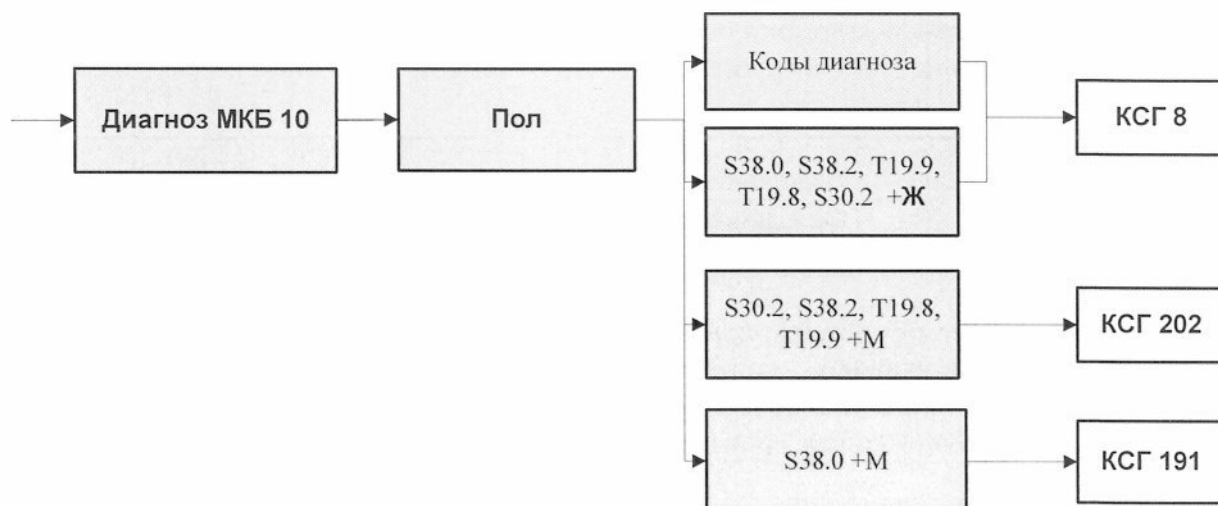 Диагноз МКБ 10
Пол
Коды диагноза
КСГ 8
S38.0, S38.2, T19.9,
T19.8, S30.2 +Ж
S30.2, S38.2, T19.8,
T19.9 +М
КСГ 202
S38.0 +М
КСГ 191